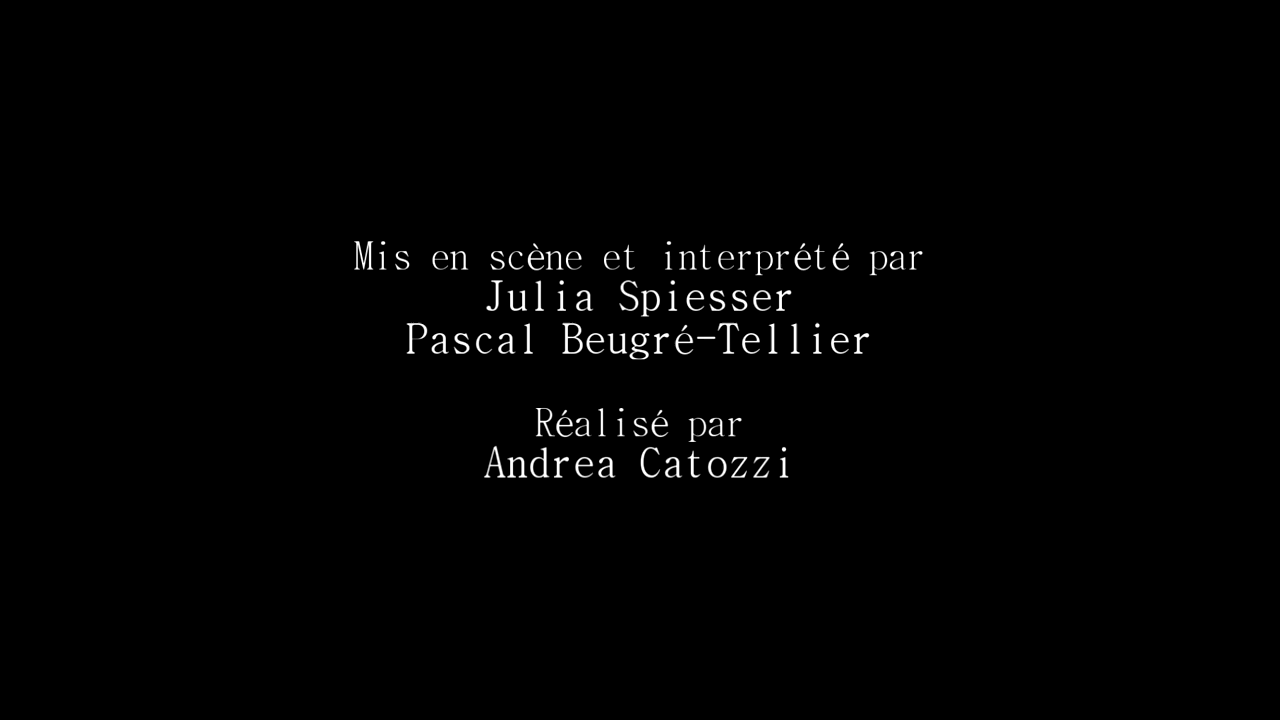 Mis en scène et interprété par
Julia Spiesser
Pascal Beugré-Tellier
Réalisé par
Andrea Catozzi